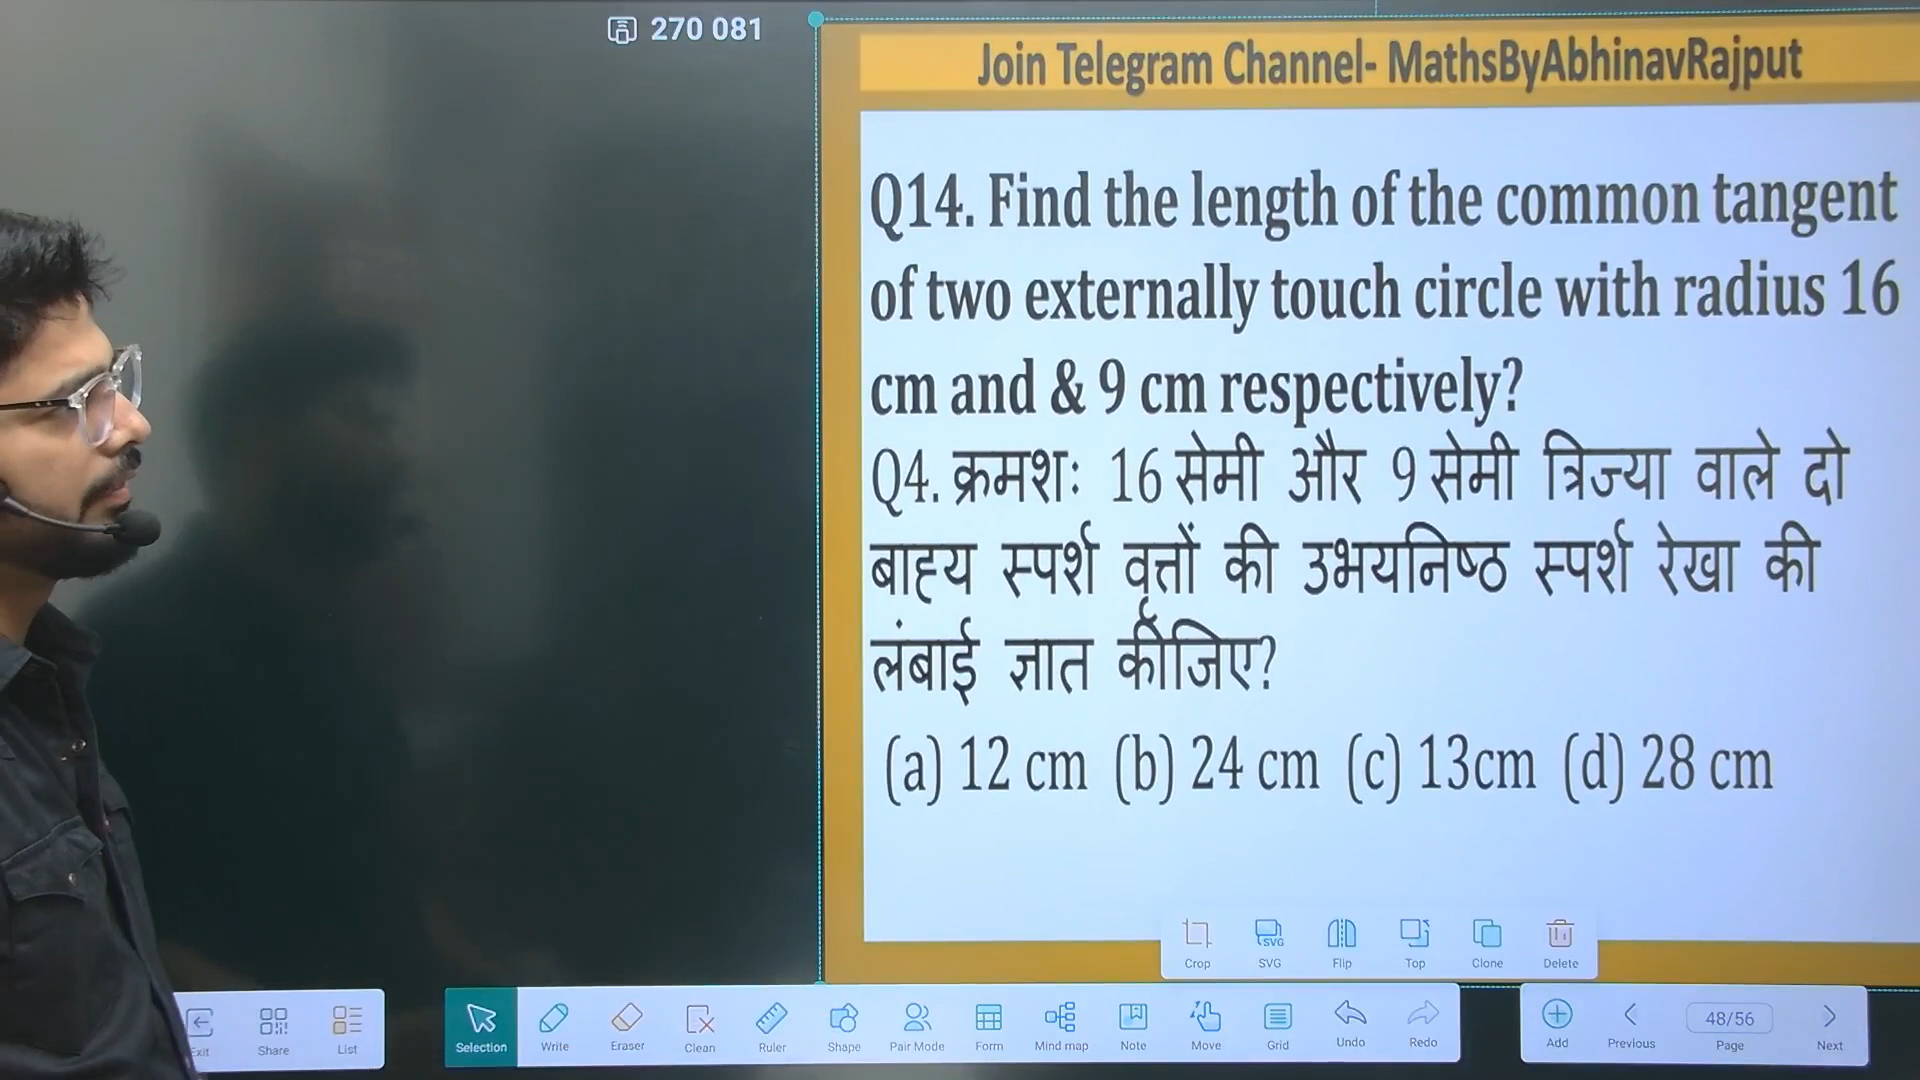 270 081
Join Telegram Channel- MathsByAbhinavRajput
Q14. Find the length of the common tangent
of two externally touch circle with radius 16
cm and & 9 cm respectively?
Q4. क्रमशः 16 सेमी और 9 सेमी त्रिज्या वाले दो
बाह्य स्पर्श वृत्तों की उभयनिष्ठ स्पर्श रेखा की
लंबाई ज्ञात कीजिए?
(a) 12 cm (b) 24 cm (c) 13cm (d) 28 cm
Crop SVG Flip Top Clone Delete
Exit Share List
Selection Write Eraser Clean Ruler Shape Pair Mode Form Mind map Note Move Grid Undo Redo
Add Previous 48/56 Page Next